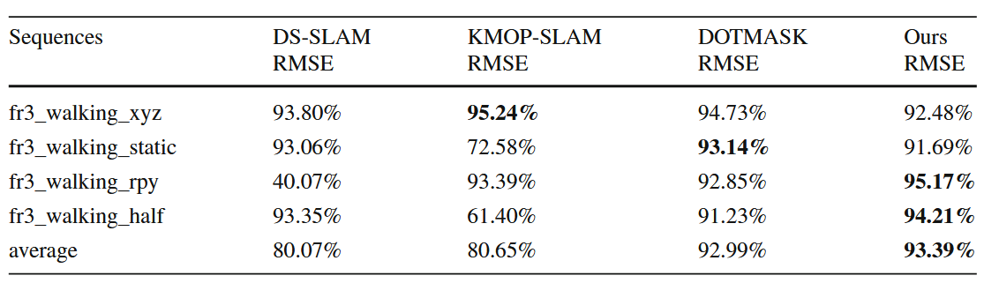 Sequences DS-SLAM KMOP-SLAM DOTMASK Ours
RMSE RMSE RMSE RMSE
fr3_walking_xyz 93.80% 95.24% 94.73% 92.48%
fr3_walking_static 93.06% 72.58% 93.14% 91.69%
fr3_walking_rpy 40.07% 93.39% 92.85% 95.17%
fr3_walking_half 93.35% 61.40% 91.23% 94.21%
average 80.07% 80.65% 92.99% 93.39%